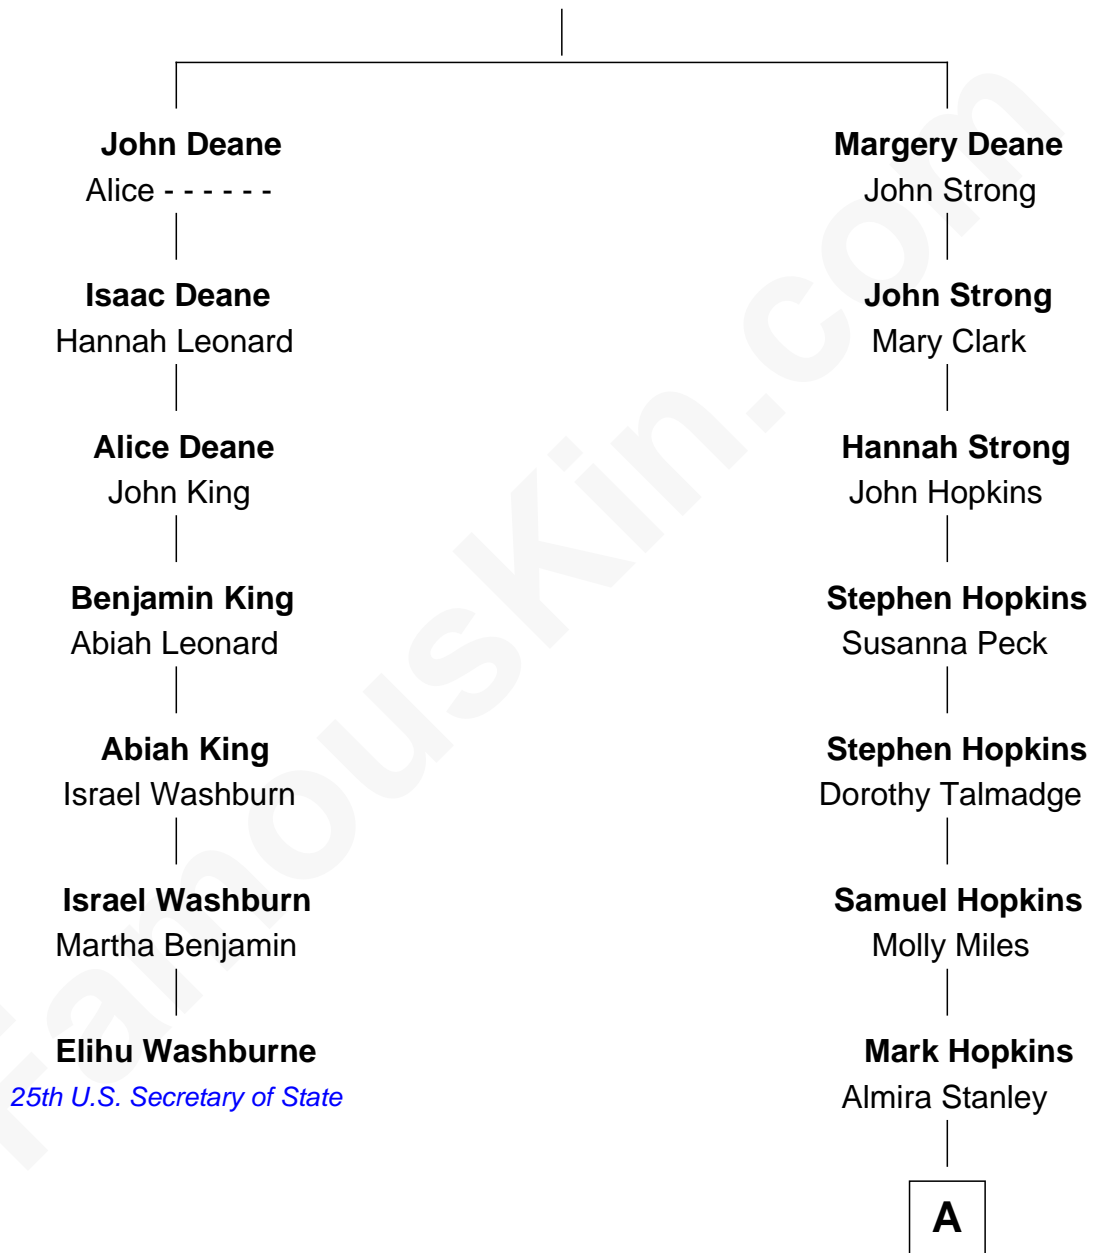 John Deane
Alice - - - - - -
Isaac Deane
Hannah Leonard
Alice Deane
John King
Benjamin King
Abiah Leonard
Abiah King
Israel Washburn
Israel Washburn
Martha Benjamin
Elihu Washburne
25th U.S. Secretary of State
Margery Deane
John Strong
John Strong
Mary Clark
Hannah Strong
John Hopkins
Stephen Hopkins
Susanna Peck
Stephen Hopkins
Dorothy Talmadge
Samuel Hopkins
Molly Miles
Mark Hopkins
Almira Stanley
A
FamousKin.com